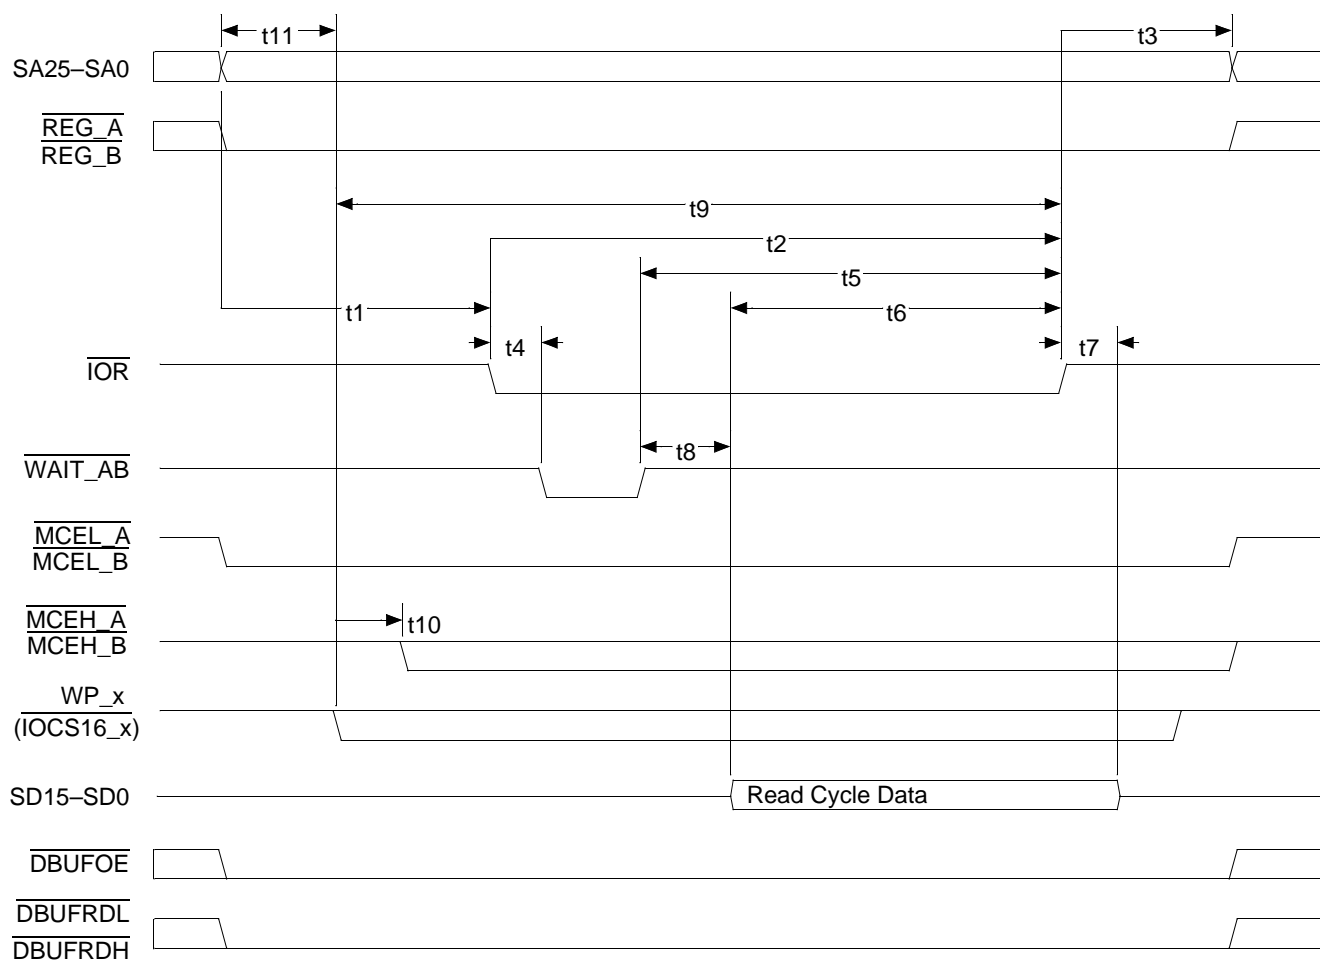 t11
t3
SA25–SA0
REG_A
REG_B
t9
t2
t5
t1
t6
t4
t7
IOR
t8
WAIT_AB
MCEL_A
MCEL_B
MCEH_A
t10
MCEH_B
WP_x
(IOCS16_x)
SD15–SD0
Read Cycle Data
DBUFOE
DBUFRDL
DBUFRDH